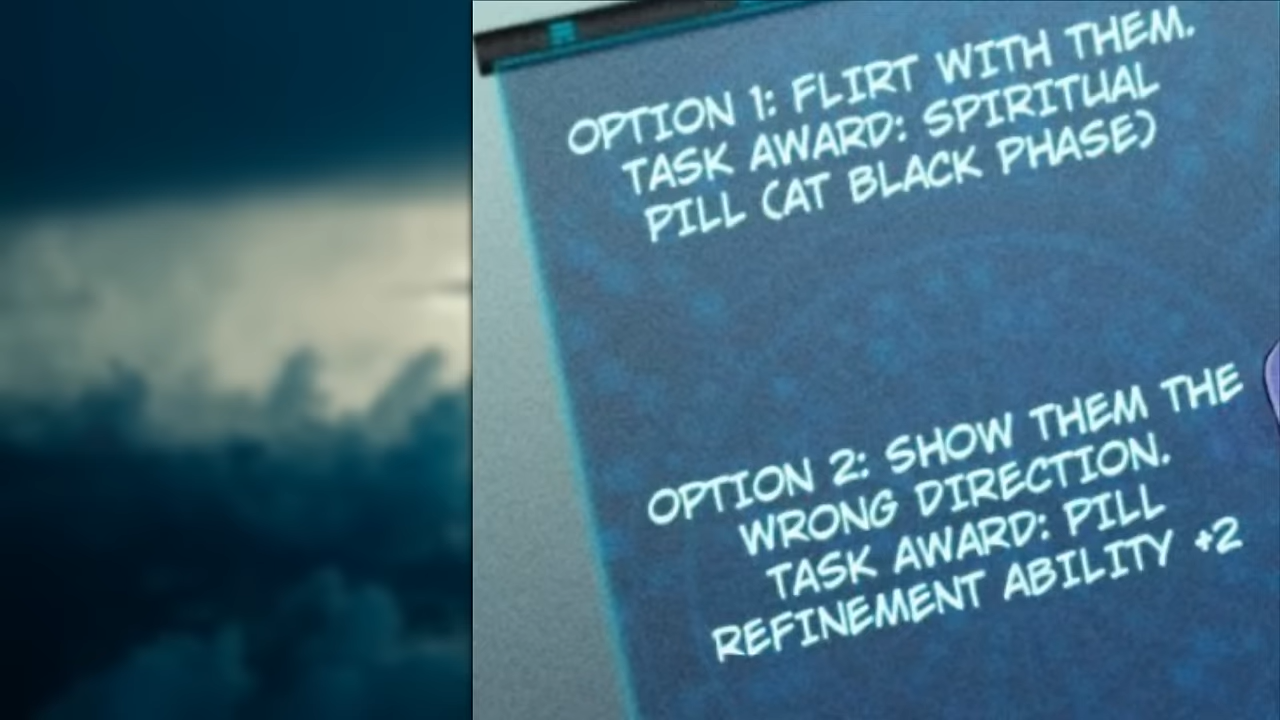 OPTION 1: FLIRT WITH THEM.
TASK AWARD: SPIRITUAL
PILL (AT BLACK PHASE)
OPTION 2: SHOW THEM THE
WRONG DIRECTION.
TASK AWARD: PILL
REFINEMENT ABILITY +2